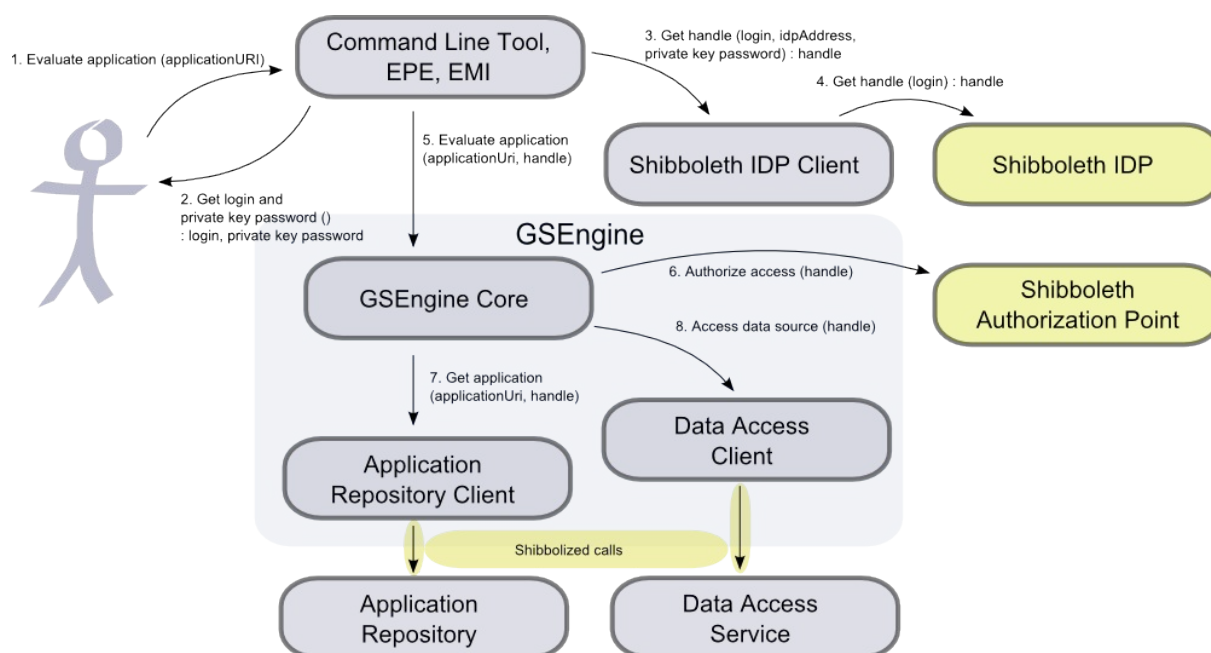 Command Line Tool,
EPE, EMI
1. Evaluate application (applicationURI)
3. Get handle (login, idpAddress,
private key password) : handle
4. Get handle (login) : handle
5. Evaluate application
(applicationUri, handle)
Shibboleth IDP Client
Shibboleth IDP
2. Get login and
private key password ()
: login, private key password
GSEngine
GSEngine Core
6. Authorize access (handle)
Shibboleth
Authorization Point
8. Access data source (handle)
7. Get application
(applicationUri, handle)
Data Access
Client
Application
Repository Client
Shibbolized calls
Application
Repository
Data Access
Service